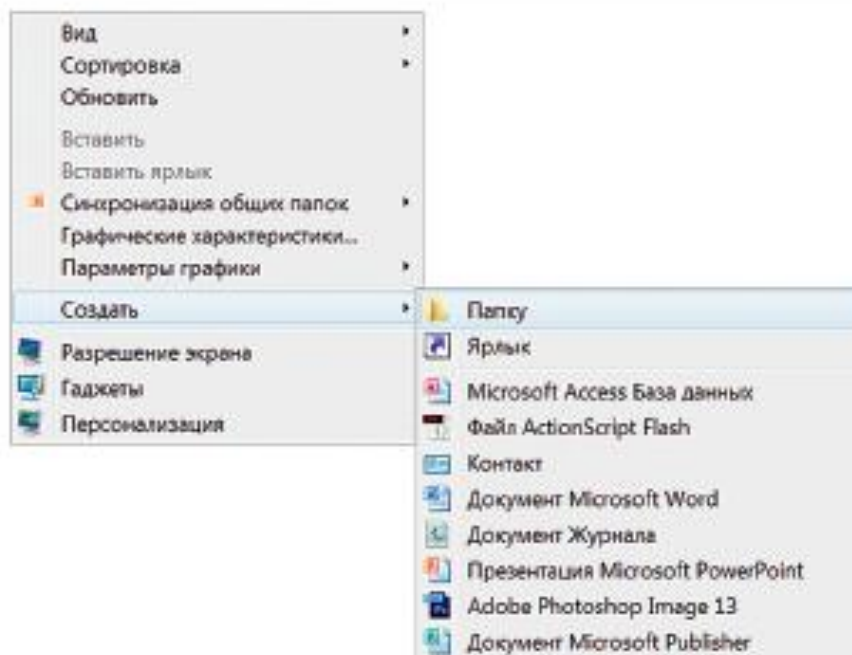 Вид
Сортировка
Обновить
Вставить
Вставить ярлык
Синхронизация общих папок
Графические характеристики...
Параметры графики
Создать
Разрешение экрана
Гаджеты
Персонализация
Папку
Ярлык
Microsoft Access База данных
Файл ActionScript Flash
Контакт
Документ Microsoft Word
Документ Журнала
Презентация Microsoft PowerPoint
Adobe Photoshop Image 13
Документ Microsoft Publisher